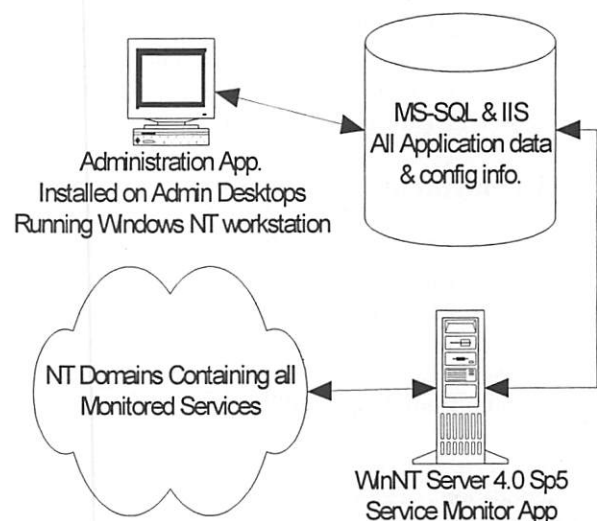 MS-SQL & IIS
All Application data
& config info.
Administration App.
Installed on Admin Desktops
Running Windows NT workstation
NT Domains Containing all
Monitored Services
WinNT Server 4.0 Sp5
Service Monitor App